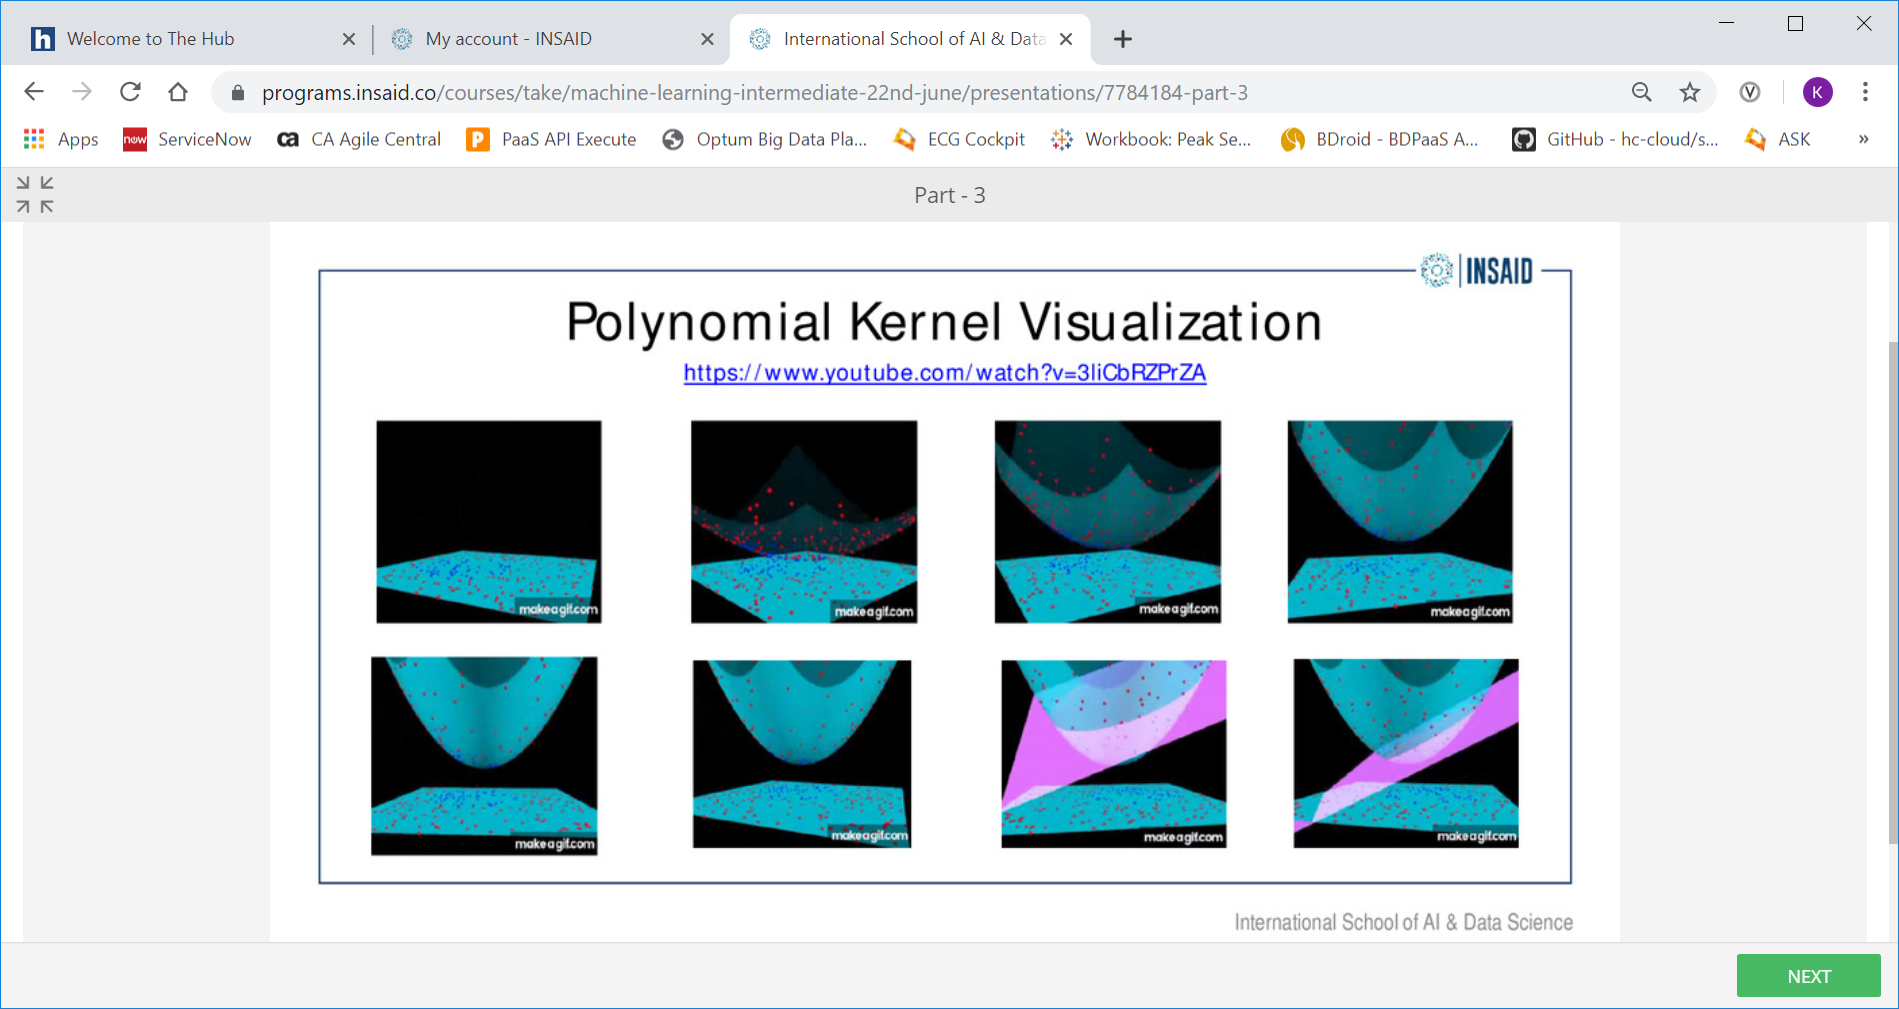 h Welcome to The Hub
My account - INSAID
International School of AI & Data
programs.insaid.co/courses/take/machine-learning-intermediate-22nd-june/presentations/7784184-part-3
K
Apps
now ServiceNow
ca CA Agile Central
P PaaS API Execute
Optum Big Data Pla...
ECG Cockpit
Workbook: Peak Se...
BDroid - BDPaaS A...
GitHub - hc-cloud/s...
ASK
»
Part - 3
INSAID
Polynomial Kernel Visualization
https://www.youtube.com/watch?v=3liCbRZPrZA
makeagif.com
makeagif.com
makeagif.com
makeagif.com
makeagif.com
makeagif.com
makeagif.com
makeagif.com
International School of AI & Data Science
NEXT